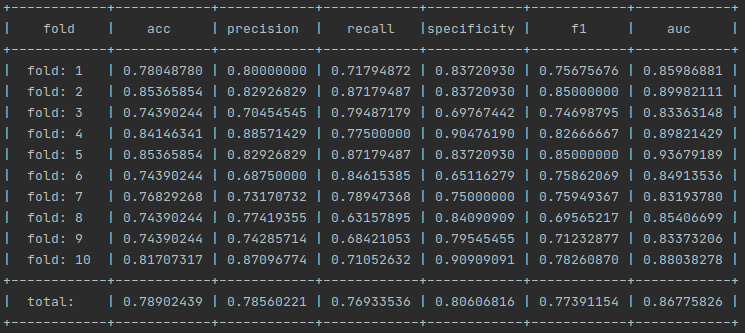 +-------------+------------+------------+------------+------------+------------+------------+
|    fold     |    acc     | precision  |   recall   |specificity |     f1     |    auc     |
+-------------+------------+------------+------------+------------+------------+------------+
|  fold: 1    | 0.78048780 | 0.80000000 | 0.71794872 | 0.83720930 | 0.75675676 | 0.85986881 |
|  fold: 2    | 0.85365854 | 0.82926829 | 0.87179487 | 0.83720930 | 0.85000000 | 0.89982111 |
|  fold: 3    | 0.74390244 | 0.70454545 | 0.79487179 | 0.69767442 | 0.74698795 | 0.83363148 |
|  fold: 4    | 0.84146341 | 0.88571429 | 0.77500000 | 0.90476190 | 0.82666667 | 0.89821429 |
|  fold: 5    | 0.85365854 | 0.82926829 | 0.87179487 | 0.83720930 | 0.85000000 | 0.93679189 |
|  fold: 6    | 0.74390244 | 0.68750000 | 0.84615385 | 0.65116279 | 0.75862069 | 0.84913536 |
|  fold: 7    | 0.76829268 | 0.73170732 | 0.78947368 | 0.75000000 | 0.75949367 | 0.83193780 |
|  fold: 8    | 0.74390244 | 0.77419355 | 0.63157895 | 0.84090909 | 0.69565217 | 0.85406699 |
|  fold: 9    | 0.74390244 | 0.74285714 | 0.68421053 | 0.79545455 | 0.71232877 | 0.83373206 |
|  fold: 10   | 0.81707317 | 0.87096774 | 0.71052632 | 0.90909091 | 0.78260870 | 0.88038278 |
+-------------+------------+------------+------------+------------+------------+------------+
|  total:     | 0.78902439 | 0.78560221 | 0.76933536 | 0.80606816 | 0.77391154 | 0.86775826 |
+-------------+------------+------------+------------+------------+------------+------------+